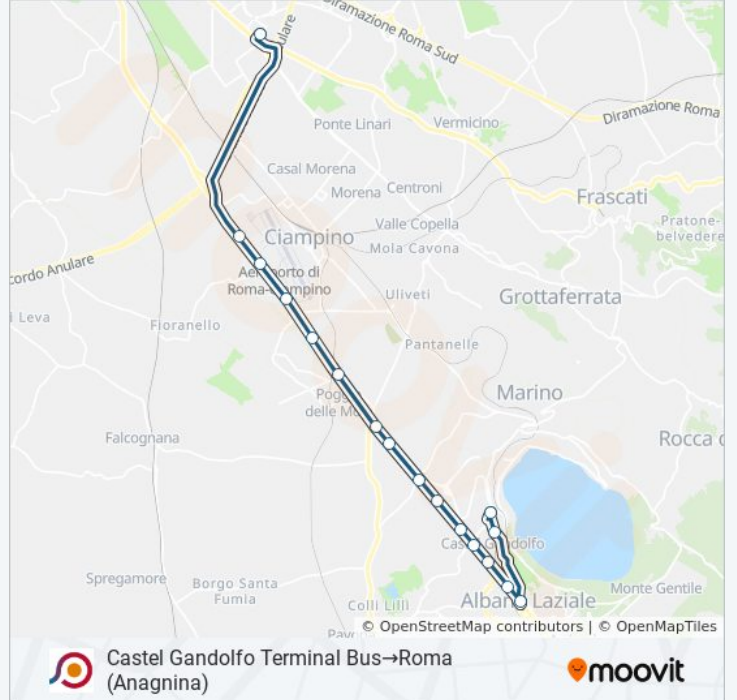 ulare
Diramazione Roma Sud
Diramazione Roma
Ponte Linari
Vermicino
Casal Morena
Morena
Centroni
Frascati
Valle Copella
Pratone-
belvedere
Ciampino
Mola Cavona
cordo Anulare
Aeroporto di
Roma-Ciampino
Uliveti
Grottaferrata
i Leva
Fioranello
Pantanelle
Marino
Pogg
delle Mo
Falcognana
Rocca d
Castel Gandolfo
Spregamore
Borgo Santa
Fumia
Colli Lilli
Albano Laziale
Monte Gentile
Pavo
© OpenStreetMap contributors | © OpenMapTiles
Castel Gandolfo Terminal Bus→Roma
(Anagnina)
moovit